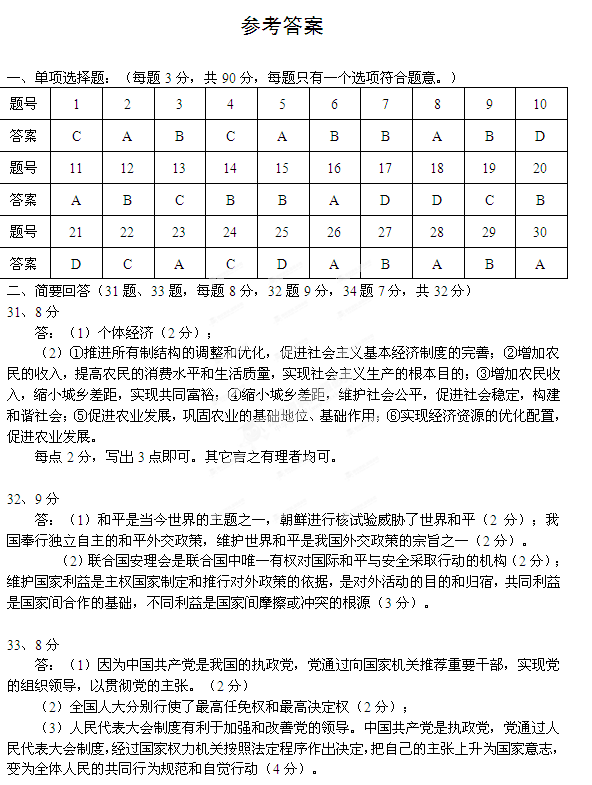 参考答案
一、单项选择题：（每题 3 分，共 90 分，每题只有一个选项符合题意。）
题号 1 2 3 4 5 6 7 8 9 10
答案 C A B C A B B A B D
题号 11 12 13 14 15 16 17 18 19 20
答案 A B C B B A D D C B
题号 21 22 23 24 25 26 27 28 29 30
答案 D C A C D A B A B A
二、简要回答（31 题、33 题，每题 8 分，32 题 9 分，34 题 7 分，共 32 分）
31、8 分
答：（1）个体经济（2 分）；
（2）①推进所有制结构的调整和优化，促进社会主义基本经济制度的完善；②增加农
民的收入，提高农民的消费水平和生活质量，实现社会主义生产的根本目的；③增加农民收
入，缩小城乡差距，实现共同富裕；④缩小城乡差距，维护社会公平，促进社会稳定，构建
和谐社会；⑤促进农业发展，巩固农业的基础地位、基础作用；⑥实现经济资源的优化配置，
促进农业发展。
每点 2 分，写出 3 点即可。其它言之有理者均可。
32、9 分
答：（1）和平是当今世界的主题之一，朝鲜进行核试验威胁了世界和平（2 分）；我
国奉行独立自主的和平外交政策，维护世界和平是我国外交政策的宗旨之一（2 分）。
（2）联合国安理会是联合国中唯一有权对国际和平与安全采取行动的机构（2 分）；
维护国家利益是主权国家制定和推行对外政策的依据，是对外活动的目的和归宿，共同利益
是国家间合作的基础，不同利益是国家间摩擦或冲突的根源（3 分）。
33、8 分
答：（1）因为中国共产党是我国的执政党，党通过向国家机关推荐重要干部，实现党
的组织领导，以贯彻党的主张。（2 分）
（2）全国人大分别行使了最高任免权和最高决定权（2 分）；
（3）人民代表大会制度有利于加强和改善党的领导。中国共产党是执政党，党通过人
民代表大会制度，经过国家权力机关按照法定程序作出决定，把自己的主张上升为国家意志，
变为全体人民的共同行为规范和自觉行动（4 分）。